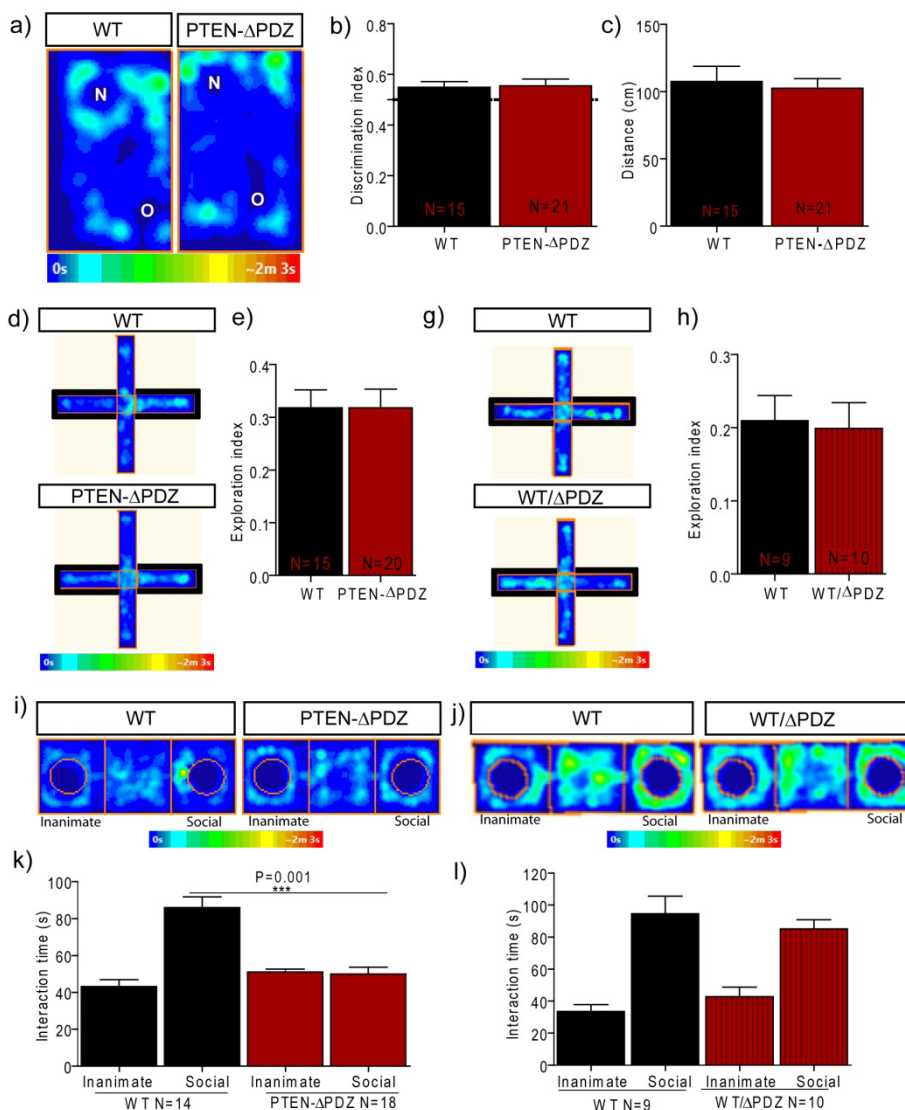 a)
WT
PTEN-ΔPDZ
N
N
O
O
0s
~2m 3s
b)
Discrimination index
0.8
0.6
0.4
0.2
0.0
N=15
N=21
WT
PTEN-ΔPDZ
c)
Distance (cm)
150
100
50
0
N=15
N=21
WT
PTEN-ΔPDZ
d)
WT
PTEN-ΔPDZ
0s
~2m 3s
e)
Exploration index
0.4
0.3
0.2
0.1
0.0
N=15
N=20
WT
PTEN-ΔPDZ
g)
WT
WT/ΔPDZ
0s
~2m 3s
h)
Exploration index
0.3
0.2
0.1
0.0
N=9
N=10
WT
WT/ΔPDZ
i)
WT
PTEN-ΔPDZ
Inanimate
Social
Inanimate
Social
0s
~2m 3s
j)
WT
WT/ΔPDZ
Inanimate
Social
Inanimate
Social
0s
~2m 3s
k)
P=0.001
***
Interaction time (s)
100
80
60
40
20
0
Inanimate
Social
Inanimate
Social
WT N=14
PTEN-ΔPDZ N=18
l)
Interaction time (s)
120
100
80
60
40
20
0
Inanimate
Social
Inanimate
Social
WT N=9
WT/ΔPDZ N=10